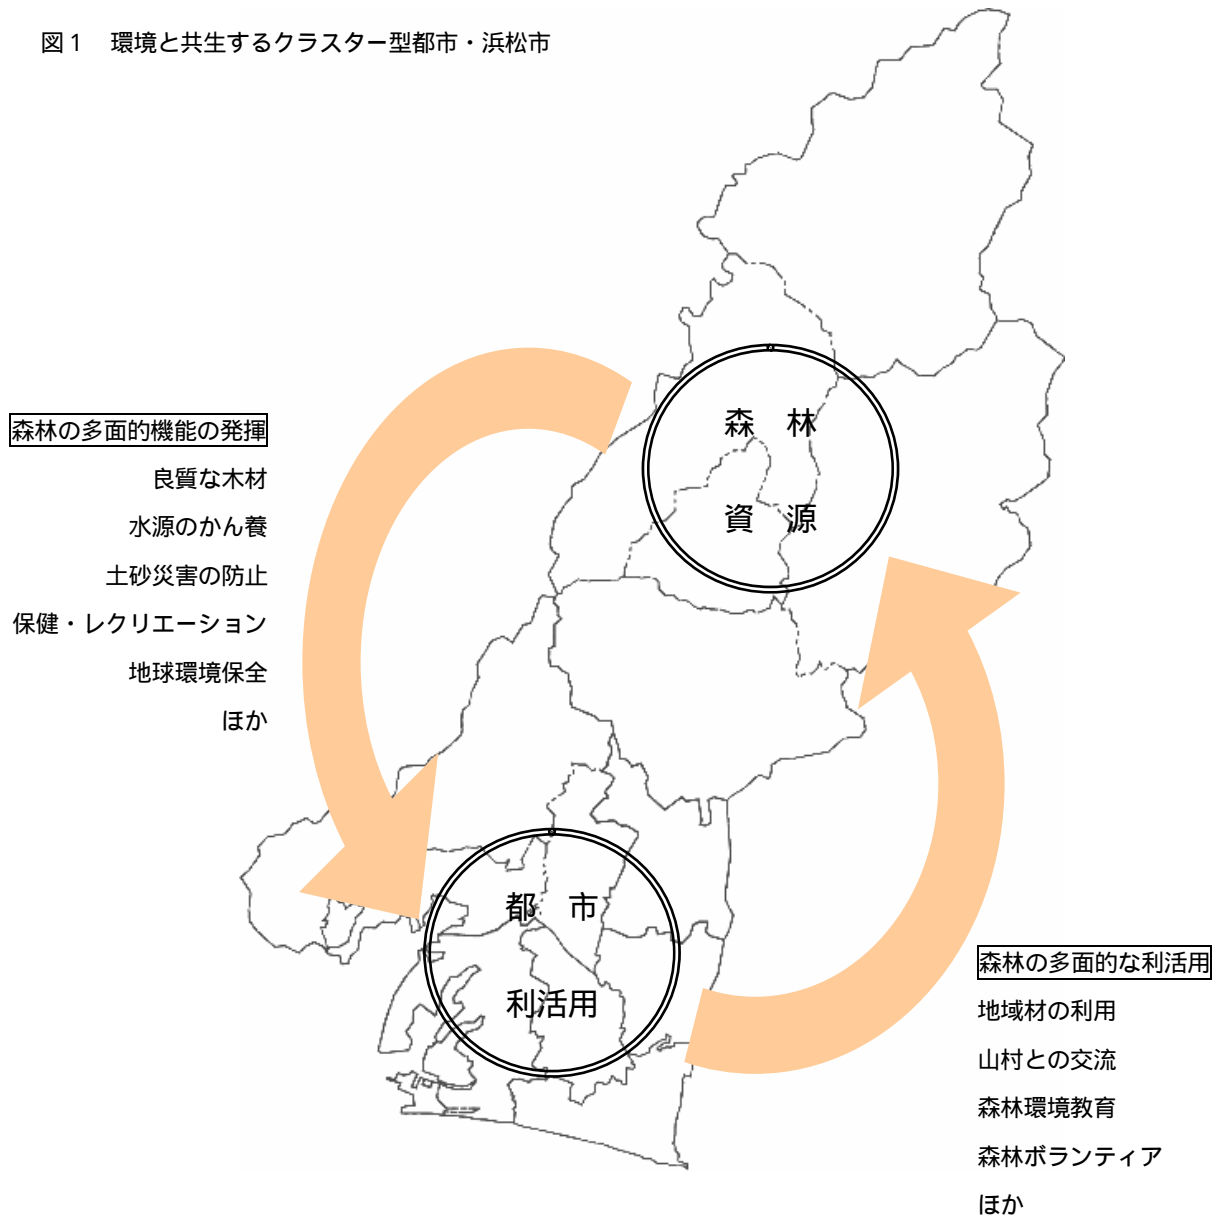 図1 環境と共生するクラスター型都市・浜松市
森 林
資 源
森林の多面的機能の発揮
良質な木材
水源のかん養
土砂災害の防止
保健・レクリエーション
地球環境保全
ほか
都 市
利活用
森林の多面的な利活用
地域材の利用
山村との交流
森林環境教育
森林ボランティア
ほか